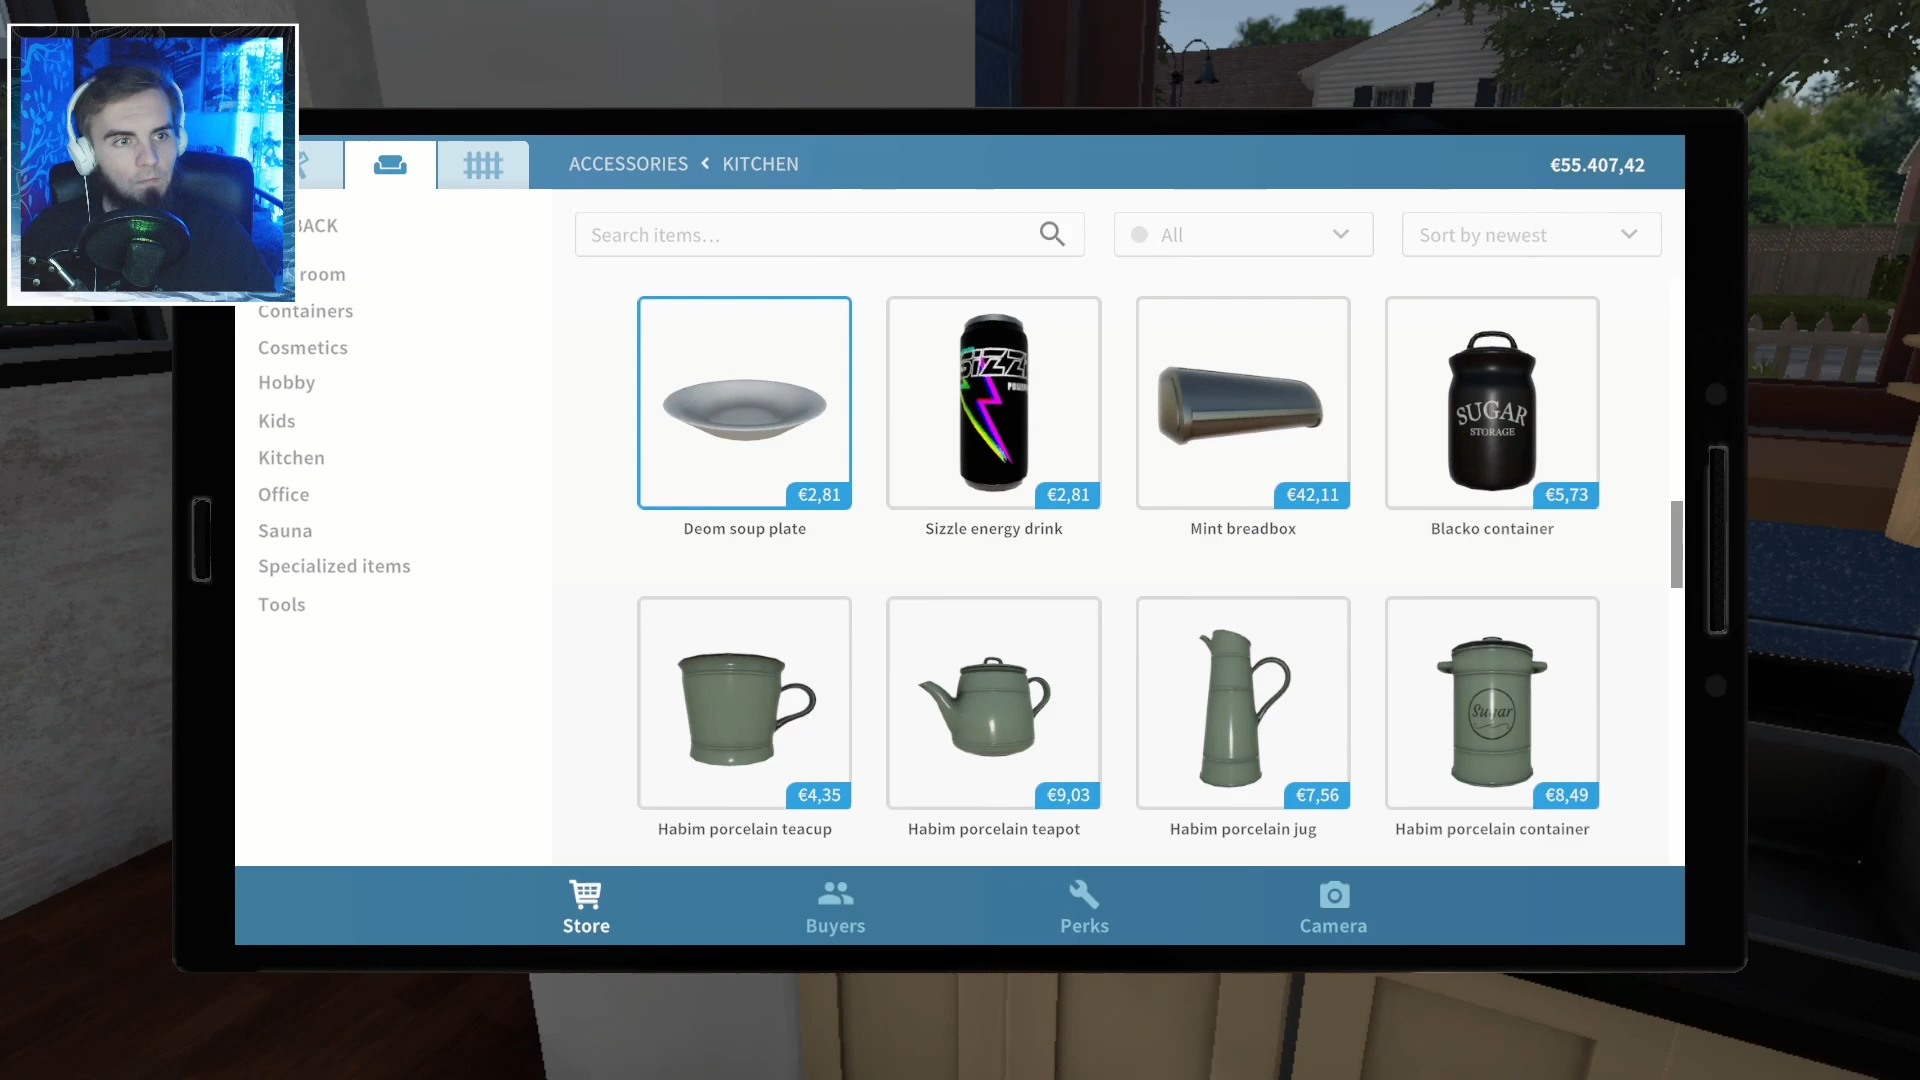 ACCESSORIES < KITCHEN
€55.407,42
BACK
room
Containers
Cosmetics
Hobby
Kids
Kitchen
Office
Sauna
Specialized items
Tools
Search items...
All
Sort by newest
€2,81
Deom soup plate
€2,81
Sizzle energy drink
€42,11
Mint breadbox
SUGAR
STORAGE
€5,73
Blacko container
€4,35
Habim porcelain teacup
€9,03
Habim porcelain teapot
€7,56
Habim porcelain jug
Sugar
€8,49
Habim porcelain container
Store
Buyers
Perks
Camera